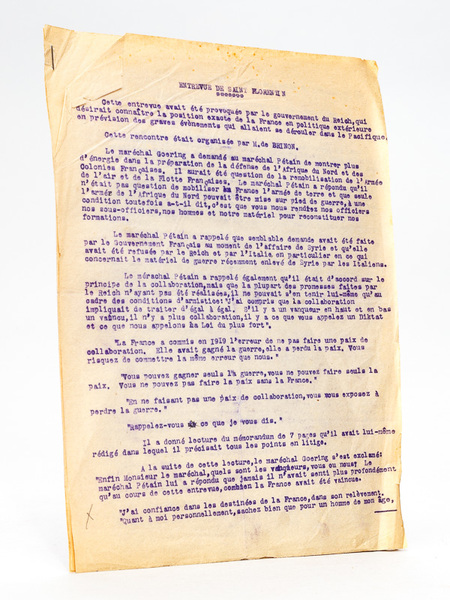 ENTREVUE DE SAINT FLORENTIN
Cette entrevue avait été provoquée par le gouvernement du Reich, qui
désirait connaître la position exacte de la France en politique extérieure
en prévision des graves évènements qui allaient se dérouler dans le Pacifique.
Cette rencontre était organisée par M. de BRINON.
Le maréchal Goering a demandé au maréchal Pétain de montrer plus
d'énergie dans la préparation de la défense de l'Afrique du Nord et des
Colonies Françaises. Il aurait été question de la remobilisation de l'Armée
de l'air et de la Flotte Française. Le maréchal Pétain a répondu qu'il
n'était pas question de mobiliser en France l'armée de terre et que seule
l'armée de l'Afrique du Nord pouvait être mise sur pied de guerre, à une
condition toutefois a-t-il dit, c'est que vous nous rendiez nos officiers
nos sous-officiers, nos hommes et notre matériel pour reconstituer nos
formations.
Le maréchal Pétain a rappelé que semblable demande avait été faite
par le Gouvernement Français au moment de l'affaire de Syrie et qu'elle
avait été refusée par le Reich et par l'Italie en particulier en ce qui
concernait le matériel de guerre récemment enlevé de Syrie par les Italiens.
Le maréchal Pétain a rappelé également qu'il était d'accord sur le
principe de la collaboration, mais que la plupart des promesses faites par
le Reich n'ayant pas été réalisées, il ne pouvait s'en tenir lui-même qu'au
cadre des conditions d'armistice: "J'ai compris que la collaboration
impliquait de traiter d'égal à égal. S'il y a un vanqueur en haut et en bas
un vaincu, il n'y a plus collaboration, il y a ce que vous appelez un Diktat
et ce que nous appelons la Loi du plus fort".
"La France a commis en 1919 l'erreur de ne pas faire une paix de
collaboration. Elle avait gagné la guerre, elle a perdu la paix. Vous
risquez de commettre la même erreur que nous."
"Vous pouvez gagner seuls la guerre, vous ne pouvez faire seuls la
paix. Vous ne pouvez pas faire la paix sans la France."
"En ne faisant pas une paix de collaboration, vous vous exposez à
perdre la guerre."
"Rappelez-vous ce que je vous dis."
Il a donné lecture du mémorandum de 7 pages qu'il avait lui-même
rédigé dans lequel il précisait tous les points en litige.
A la suite de cette lecture, le maréchal Goering s'est exclamé:
"Enfin Monsieur le maréchal, quels sont les vainqueurs, vous ou nous? Le
maréchal Pétain lui a répondu que jamais il n'avait senti plus profondément
qu'au cours de cette entrevue, combien la France avait été vaincue.
"J'ai confiance dans les destinées de la France, dans son relèvement.
"Quant à moi personnellement, sachez bien que pour un homme de mon âge,